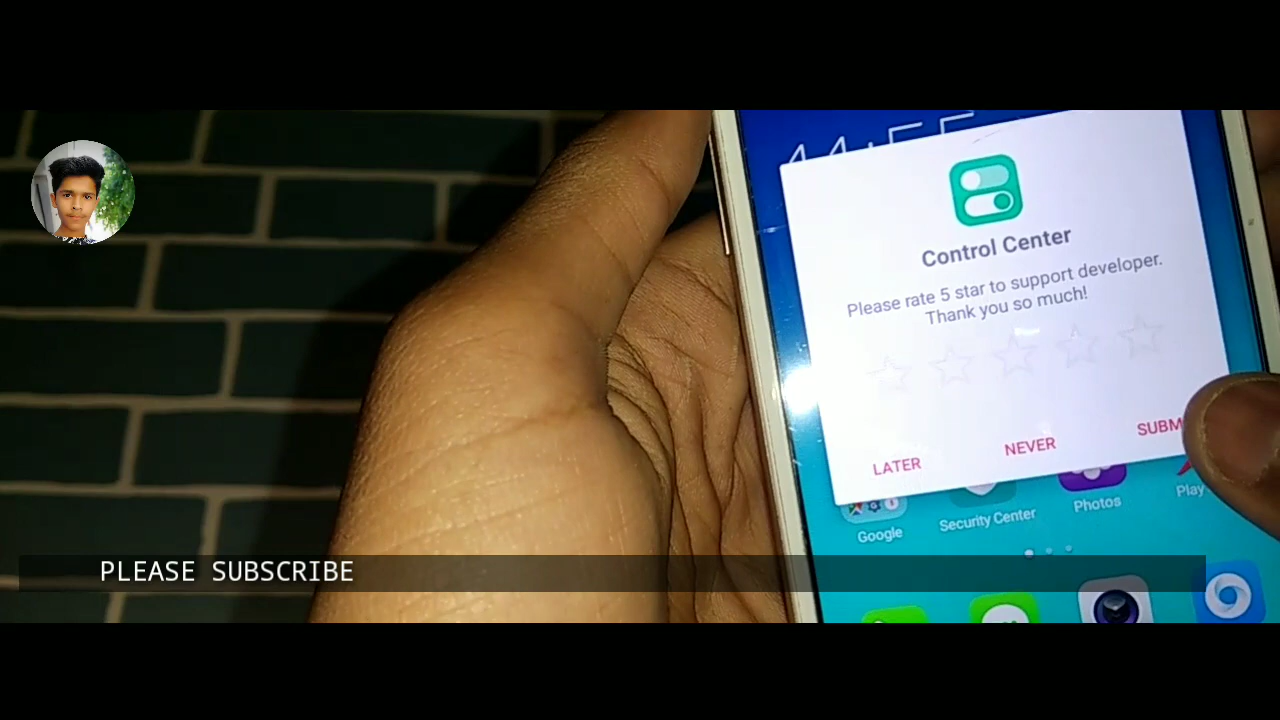 Control Center
Please rate 5 star to support developer.
Thank you so much!
LATER
NEVER
Google
Security Center
Photos
Play
PLEASE SUBSCRIBE